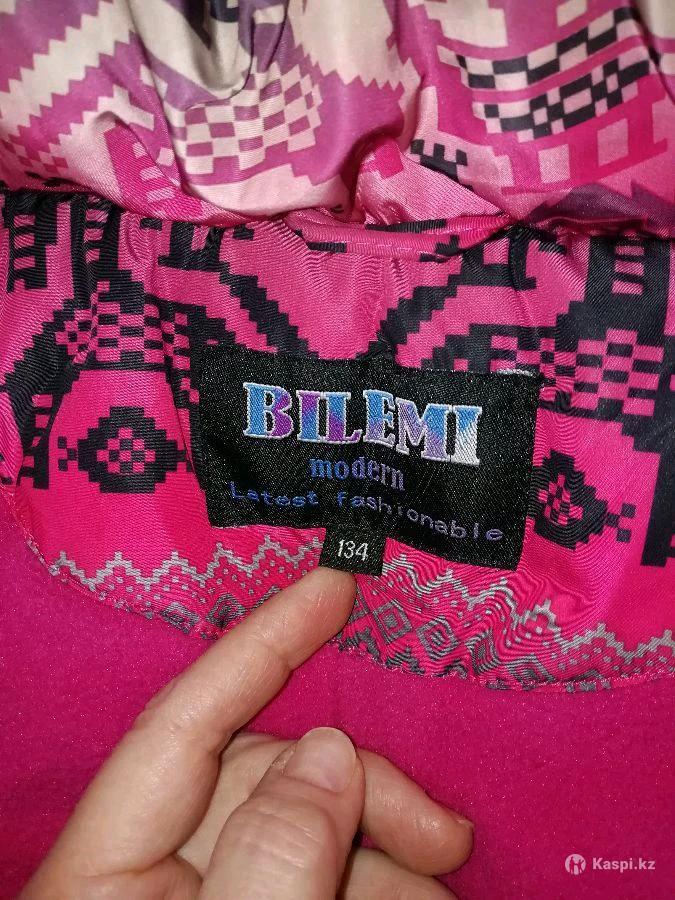 BILEMI
modern
Latest fashionable
134
Kaspi.kz